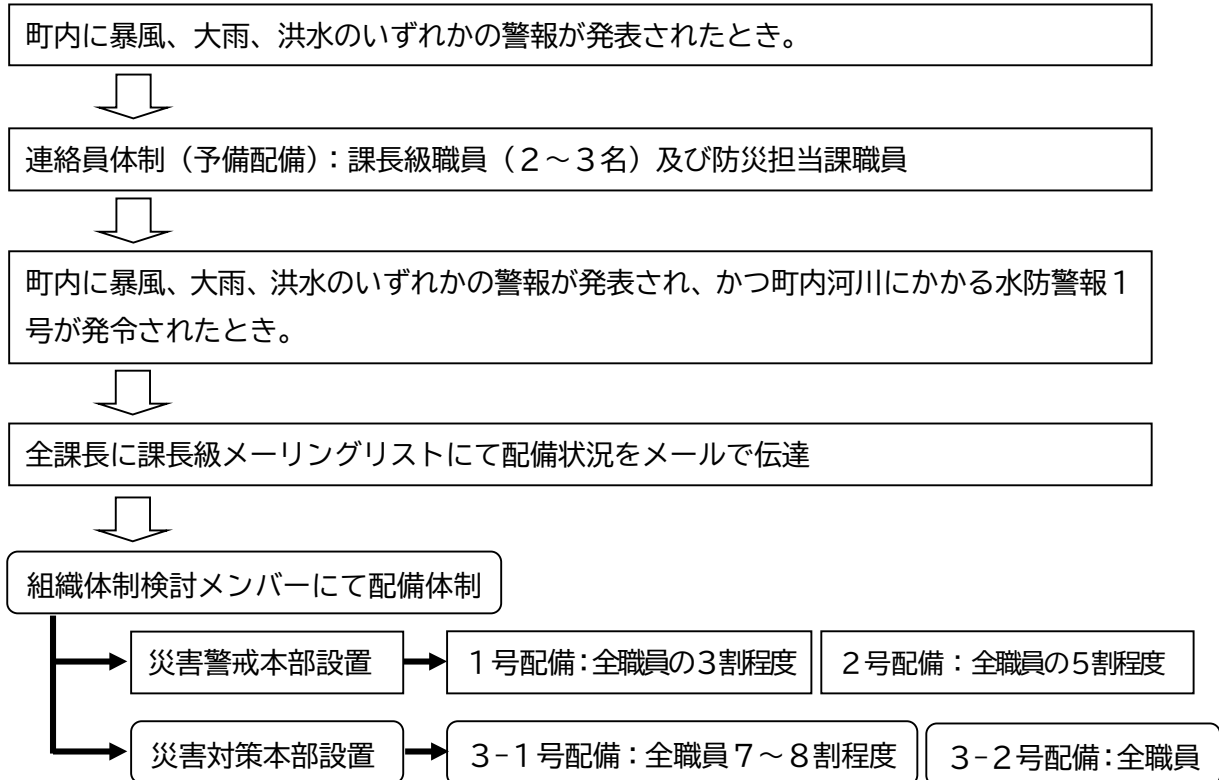 町内に暴風、大雨、洪水のいずれかの警報が発表されたとき。
連絡員体制（予備配備）：課長級職員（２～３名）及び防災担当課職員
町内に暴風、大雨、洪水のいずれかの警報が発表され、かつ町内河川にかかる水防警報１
号が発令されたとき。
全課長に課長級メーリングリストにて配備状況をメールで伝達
組織体制検討メンバーにて配備体制
災害警戒本部設置
１号配備：全職員の３割程度
２号配備：全職員の５割程度
災害対策本部設置
３－１号配備：全職員７～８割程度
３－２号配備：全職員